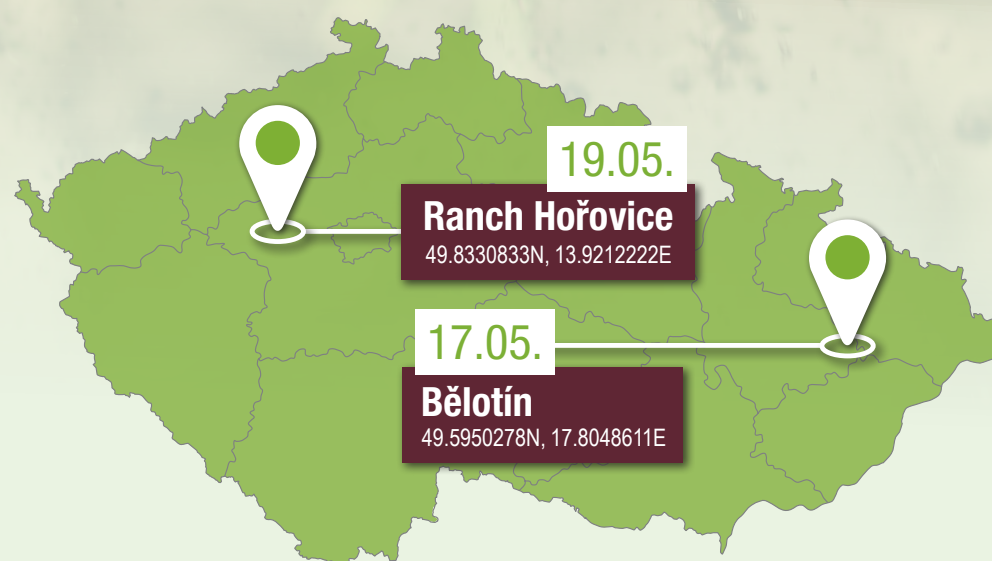 19.05.
Ranch Hořovice
49.8330833N, 13.9212222E
17.05.
Bělotín
49.5950278N, 17.8048611E